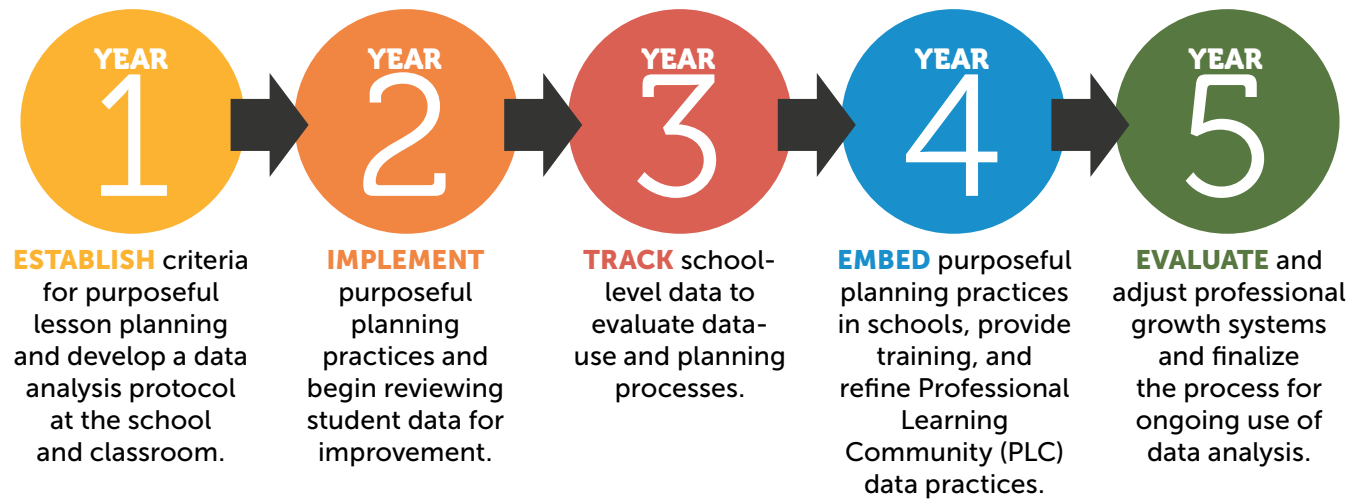 YEAR
1
ESTABLISH criteria
for purposeful
lesson planning
and develop a data
analysis protocol
at the school
and classroom.
YEAR
2
IMPLEMENT
purposeful
planning
practices and
begin reviewing
student data for
improvement.
YEAR
3
TRACK school-
level data to
evaluate data-
use and planning
processes.
YEAR
4
EMBED purposeful
planning practices
in schools, provide
training, and
refine Professional
Learning
Community (PLC)
data practices.
YEAR
5
EVALUATE and
adjust professional
growth systems
and finalize
the process for
ongoing use of
data analysis.